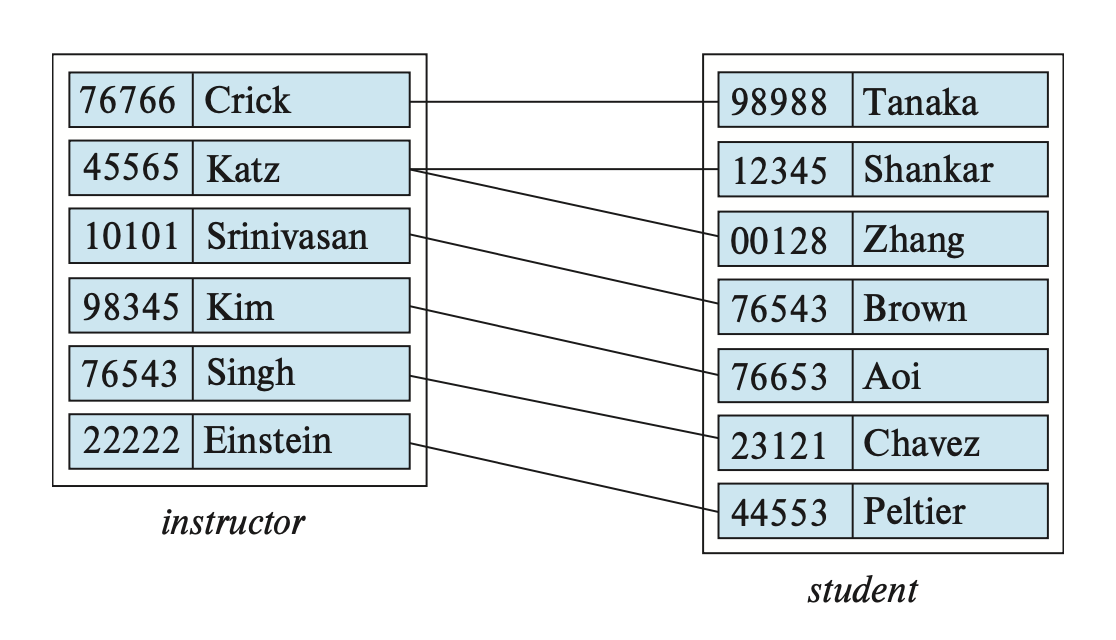 76766 Crick
45565 Katz
10101 Srinivasan
98345 Kim
76543 Singh
22222 Einstein
instructor
98988 Tanaka
12345 Shankar
00128 Zhang
76543 Brown
76653 Aoi
23121 Chavez
44553 Peltier
student